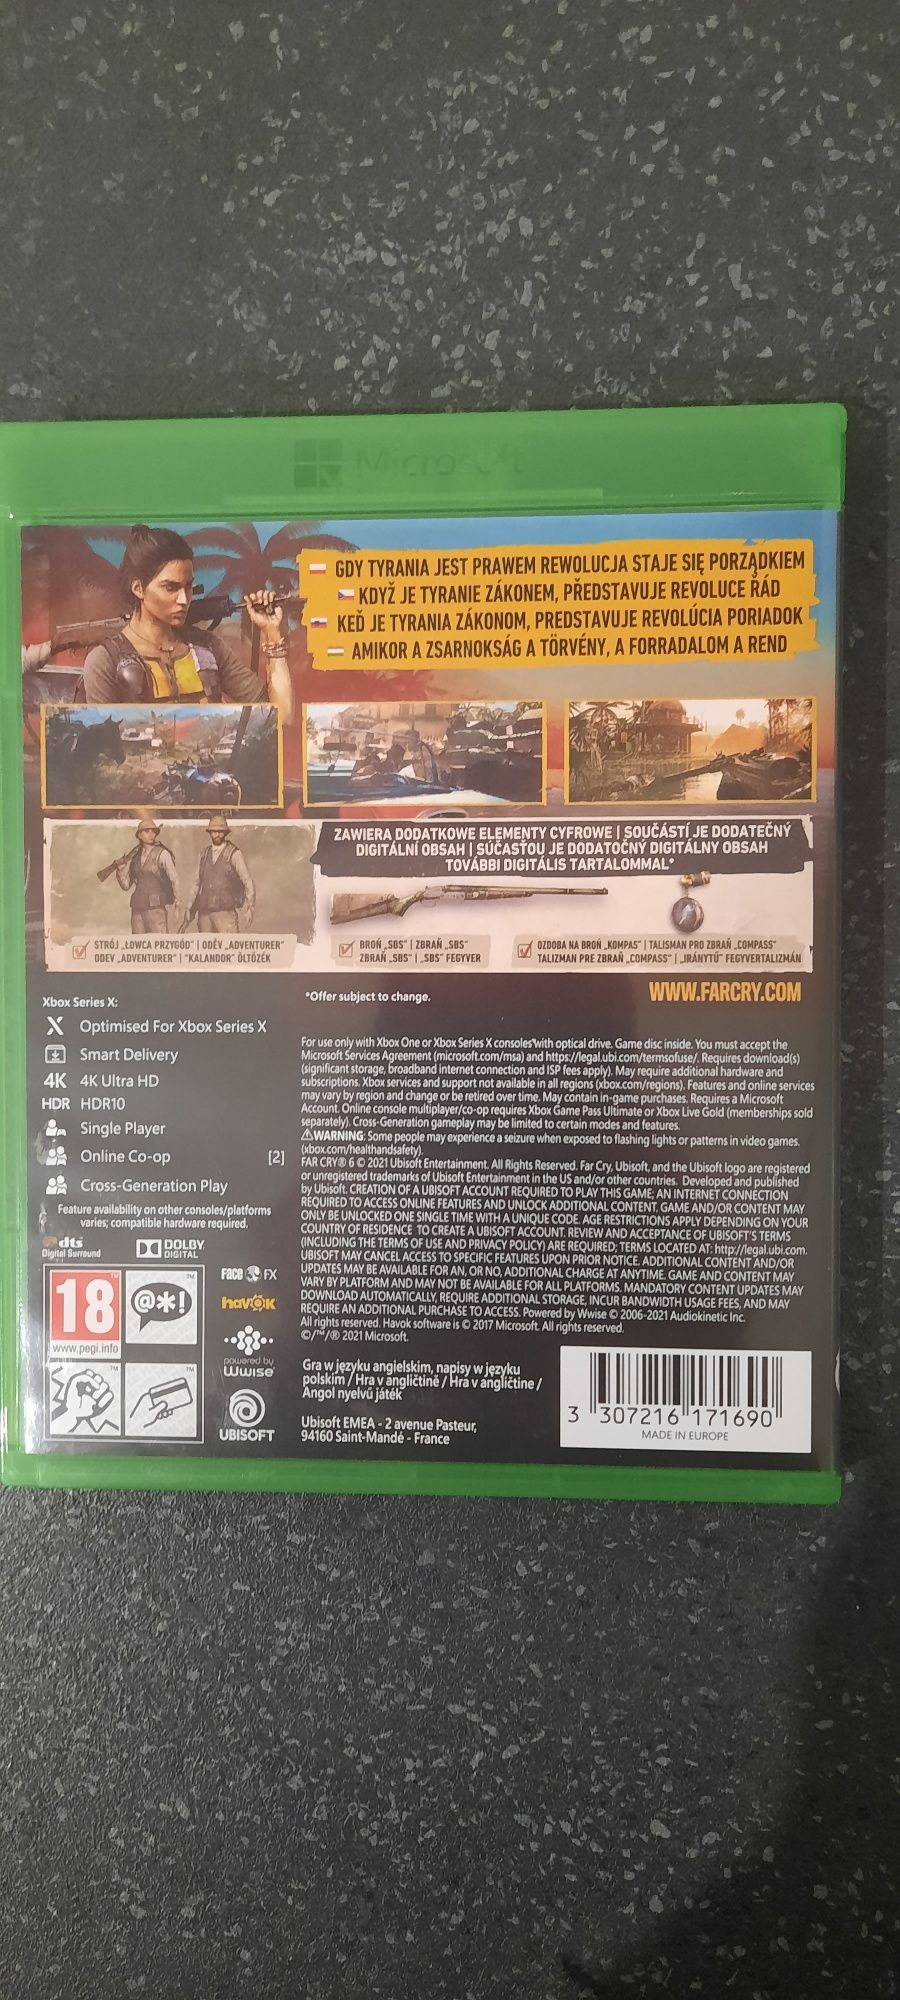 Microsoft
GDY TYRANIA JEST PRAWEM REWOLUCJA STAJE SIĘ PORZĄDKIEM
KDYŽ JE TYRANIE ZÁKONEM, PŘEDSTAVUJE REVOLUCE ŘÁD
KEĎ JE TYRANIA ZÁKONOM, PREDSTAVUJE REVOLÚCIA PORIADOK
AMIKOR A ZSARNOKSÁG A TÖRVÉNY, A FORRADALOM A REND
ZAWIERA DODATKOWE ELEMENTY CYFROWE | SOUČÁSTÍ JE DODATEČNÝ
DIGITÁLNÍ OBSAH | SÚČASŤOU JE DODATOČNÝ DIGITÁLNY OBSAH
TOVÁBBI DIGITÁLIS TARTALOMMAL*
STRÓJ „ŁOWCA PRZYGÓD" | ODĚV „ADVENTURER"
ODEV „ADVENTURER" | "KALANDOR" ÖLTÖZÉK
BROŃ „SBS" | ZBRAŇ „SBS"
ZBRAŇ „SBS" | „SBS" FEGYVER
OZDOBA NA BROŃ „KOMPAS" | TALISMAN PRO ZBRAŇ „COMPASS"
TALIZMAN PRE ZBRAŇ „COMPASS" | „IRÁNYTŰ" FEGYVERTALIZMÁN
WWW.FARCRY.COM
*Offer subject to change.
Xbox Series X:
X Optimised For Xbox Series X
Smart Delivery
4K 4K Ultra HD
HDR HDR10
Single Player
Online Co-op [2]
Cross-Generation Play
Feature availability on other consoles/platforms
varies; compatible hardware required.
dts
Digital Surround
DOLBY
DIGITAL
18
www.pegi.info
@*!
Face FX
havok
powered by
Wwise
UBISOFT
For use only with Xbox One or Xbox Series X consoles with optical drive. Game disc inside. You must accept the
Microsoft Services Agreement (microsoft.com/msa) and https://legal.ubi.com/termsofuse/. Requires download(s)
(significant storage, broadband internet connection and ISP fees apply). May require additional hardware and
subscriptions. Xbox services and support not available in all regions (xbox.com/regions). Features and online services
may vary by region and change or be retired over time. May contain in-game purchases. Requires a Microsoft
Account. Online console multiplayer/co-op requires Xbox Game Pass Ultimate or Xbox Live Gold (memberships sold
separately). Cross-Generation gameplay may be limited to certain modes and features.
⚠WARNING: Some people may experience a seizure when exposed to flashing lights or patterns in video games.
(xbox.com/healthandsafety).
FAR CRY® 6 © 2021 Ubisoft Entertainment. All Rights Reserved. Far Cry, Ubisoft, and the Ubisoft logo are registered
or unregistered trademarks of Ubisoft Entertainment in the US and/or other countries. Developed and published
by Ubisoft. CREATION OF A UBISOFT ACCOUNT REQUIRED TO PLAY THIS GAME; AN INTERNET CONNECTION
REQUIRED TO ACCESS ONLINE FEATURES AND UNLOCK ADDITIONAL CONTENT. GAME AND/OR CONTENT MAY
ONLY BE UNLOCKED ONE SINGLE TIME WITH A UNIQUE CODE. AGE RESTRICTIONS APPLY DEPENDING ON YOUR
COUNTRY OF RESIDENCE TO CREATE A UBISOFT ACCOUNT. REVIEW AND ACCEPTANCE OF UBISOFT'S TERMS
(INCLUDING THE TERMS OF USE AND PRIVACY POLICY) ARE REQUIRED; TERMS LOCATED AT: http://legal.ubi.com.
UBISOFT MAY CANCEL ACCESS TO SPECIFIC FEATURES UPON PRIOR NOTICE. ADDITIONAL CONTENT AND/OR
UPDATES MAY BE AVAILABLE FOR AN, OR NO, ADDITIONAL CHARGE AT ANYTIME. GAME AND CONTENT MAY
VARY BY PLATFORM AND MAY NOT BE AVAILABLE FOR ALL PLATFORMS. MANDATORY CONTENT UPDATES MAY
DOWNLOAD AUTOMATICALLY, REQUIRE ADDITIONAL STORAGE, INCUR BANDWIDTH USAGE FEES, AND MAY
REQUIRE AN ADDITIONAL PURCHASE TO ACCESS. Powered by Wwise © 2006-2021 Audiokinetic Inc.
All rights reserved. Havok software is © 2017 Microsoft. All rights reserved.
©/™/® 2021 Microsoft.
Gra w języku angielskim, napisy w języku
polskim / Hra v angličtině / Hra v angličtine /
Angol nyelvű játék
Ubisoft EMEA - 2 avenue Pasteur,
94160 Saint-Mandé - France
3 307216 171690
MADE IN EUROPE